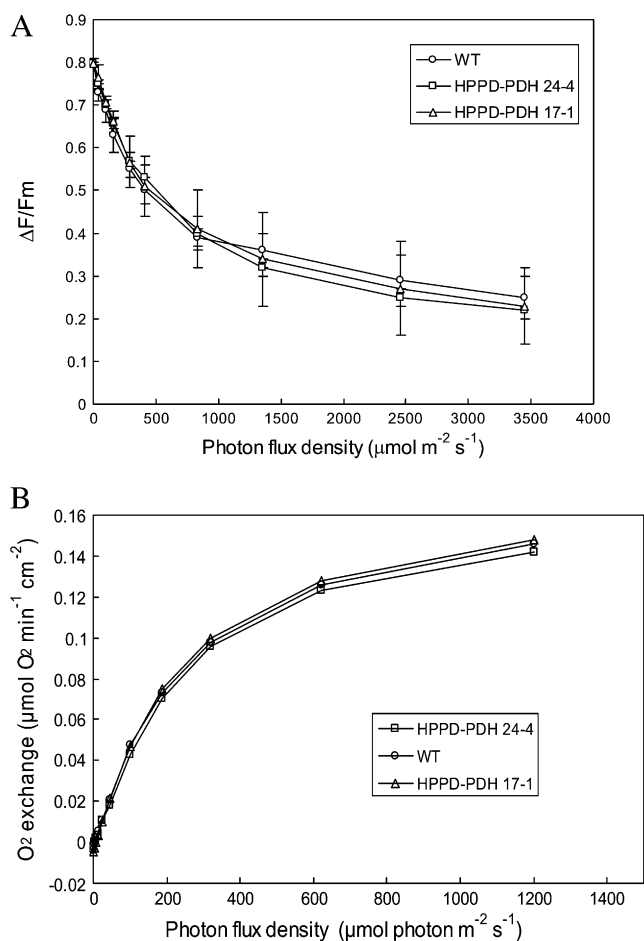 A
0.9
0.8
0.7
0.6
0.5
0.4
0.3
0.2
0.1
0
ΔF/Fm
WT
HPPD-PDH 24-4
HPPD-PDH 17-1
0 500 1000 1500 2000 2500 3000 3500 4000
Photon flux density (μmol m⁻² s⁻¹)
B
0.16
0.14
0.12
0.10
0.08
0.06
0.04
0.02
0
-0.02
O₂ exchange (μmol O₂ min⁻¹ cm⁻²)
HPPD-PDH 24-4
WT
HPPD-PDH 17-1
0 200 400 600 800 1000 1200 1400
Photon flux density (μmol photon m⁻² s⁻¹)